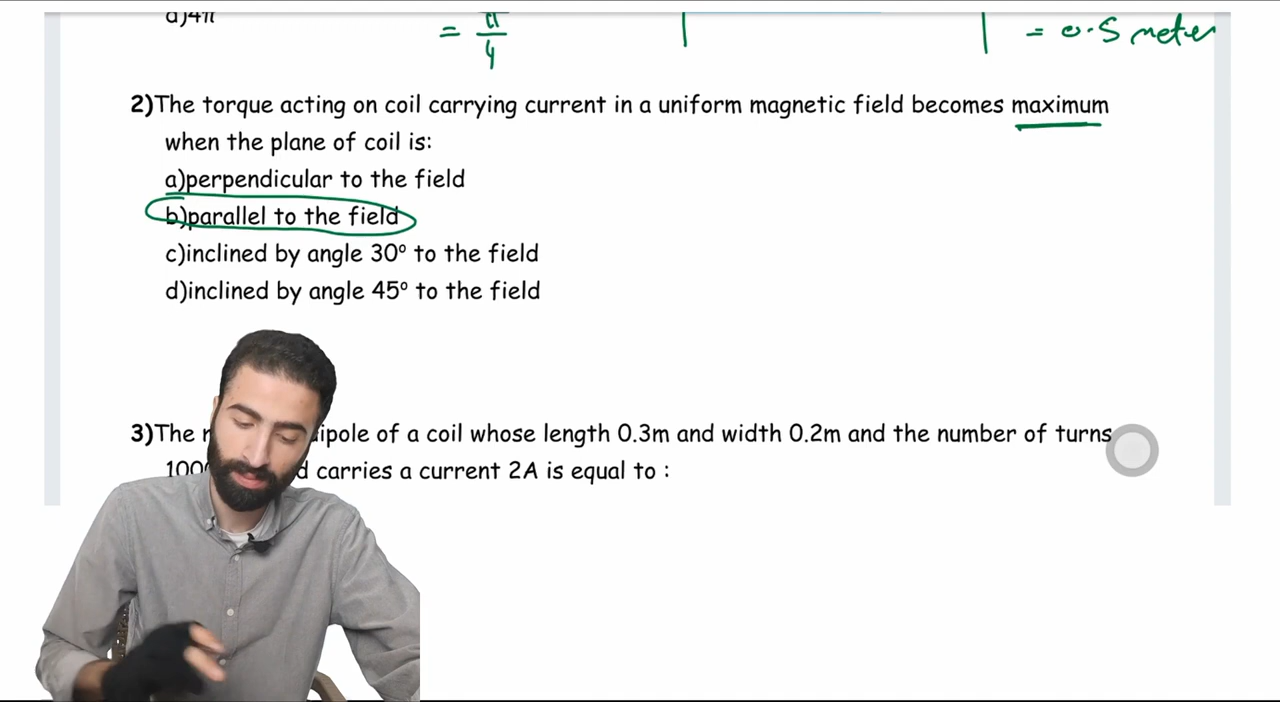 d)4π
= π/4
= 0.5 meter
2)The torque acting on coil carrying current in a uniform magnetic field becomes maximum
when the plane of coil is:
a)perpendicular to the field
b)parallel to the field
c)inclined by angle 30° to the field
d)inclined by angle 45° to the field
3)The ipole of a coil whose length 0.3m and width 0.2m and the number of turns
100 d carries a current 2A is equal to :